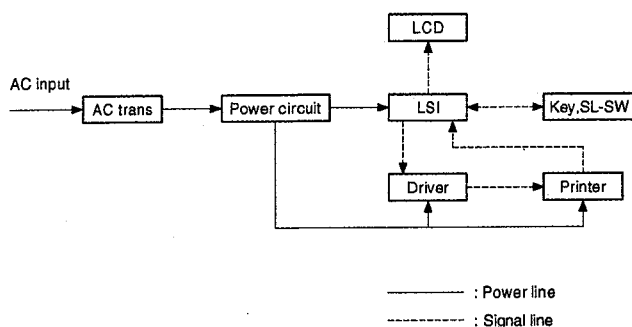 LCD
AC input
AC trans
Power circuit
LSI
Key,SL-SW
Driver
Printer
: Power line
: Signal line